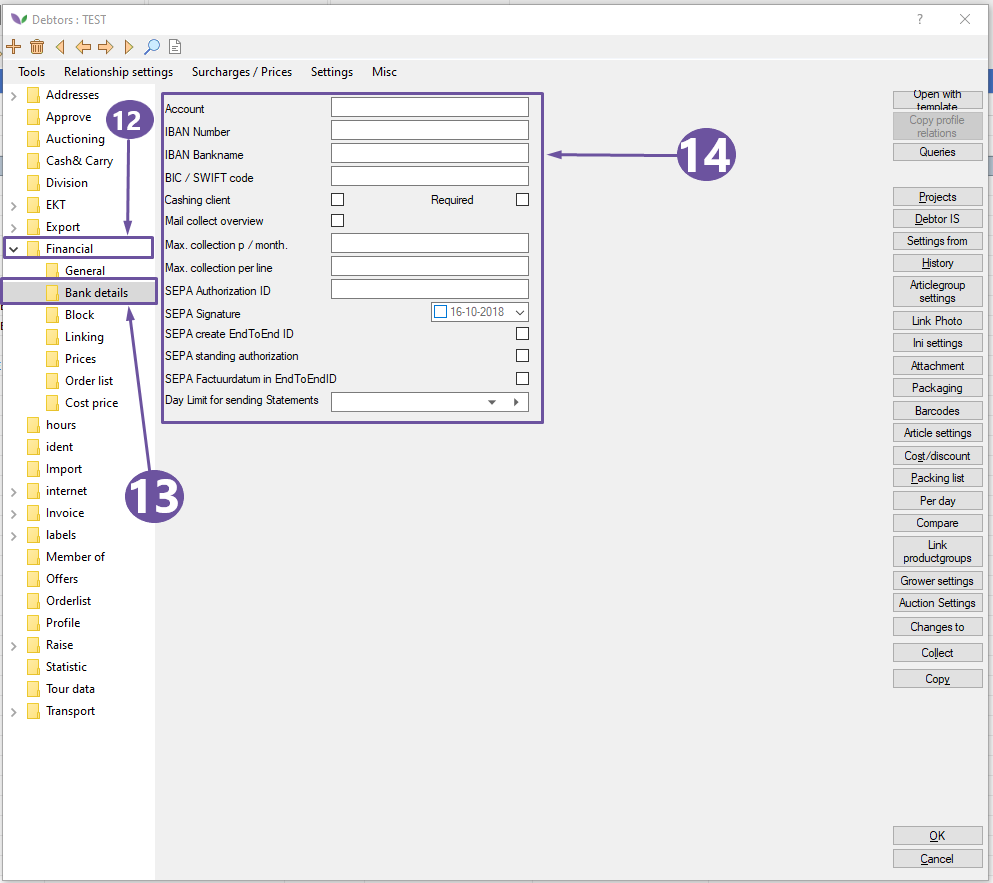 Debtors : TEST
?
Tools Relationship settings Surcharges / Prices Settings Misc
Addresses
Approve
Auctioning
Cash& Carry
Division
EKT
Export
Financial
General
Bank details
Block
Linking
Prices
Order list
Cost price
hours
ident
Import
internet
Invoice
labels
Member of
Offers
Orderlist
Profile
Raise
Statistic
Tour data
Transport
12
13
14
Account
IBAN Number
IBAN Bankname
BIC / SWIFT code
Cashing client Required
Mail collect overview
Max. collection p / month.
Max. collection per line
SEPA Authorization ID
SEPA Signature 16-10-2018
SEPA create EndToEnd ID
SEPA standing authorization
SEPA Factuurdatum in EndToEndID
Day Limit for sending Statements
Open with
template
Copy profile
relations
Queries
Projects
Debtor IS
Settings from
History
Articlegroup
settings
Link Photo
Ini settings
Attachment
Packaging
Barcodes
Article settings
Cost/discount
Packing list
Per day
Compare
Link
productgroups
Grower settings
Auction Settings
Changes to
Collect
Copy
OK
Cancel